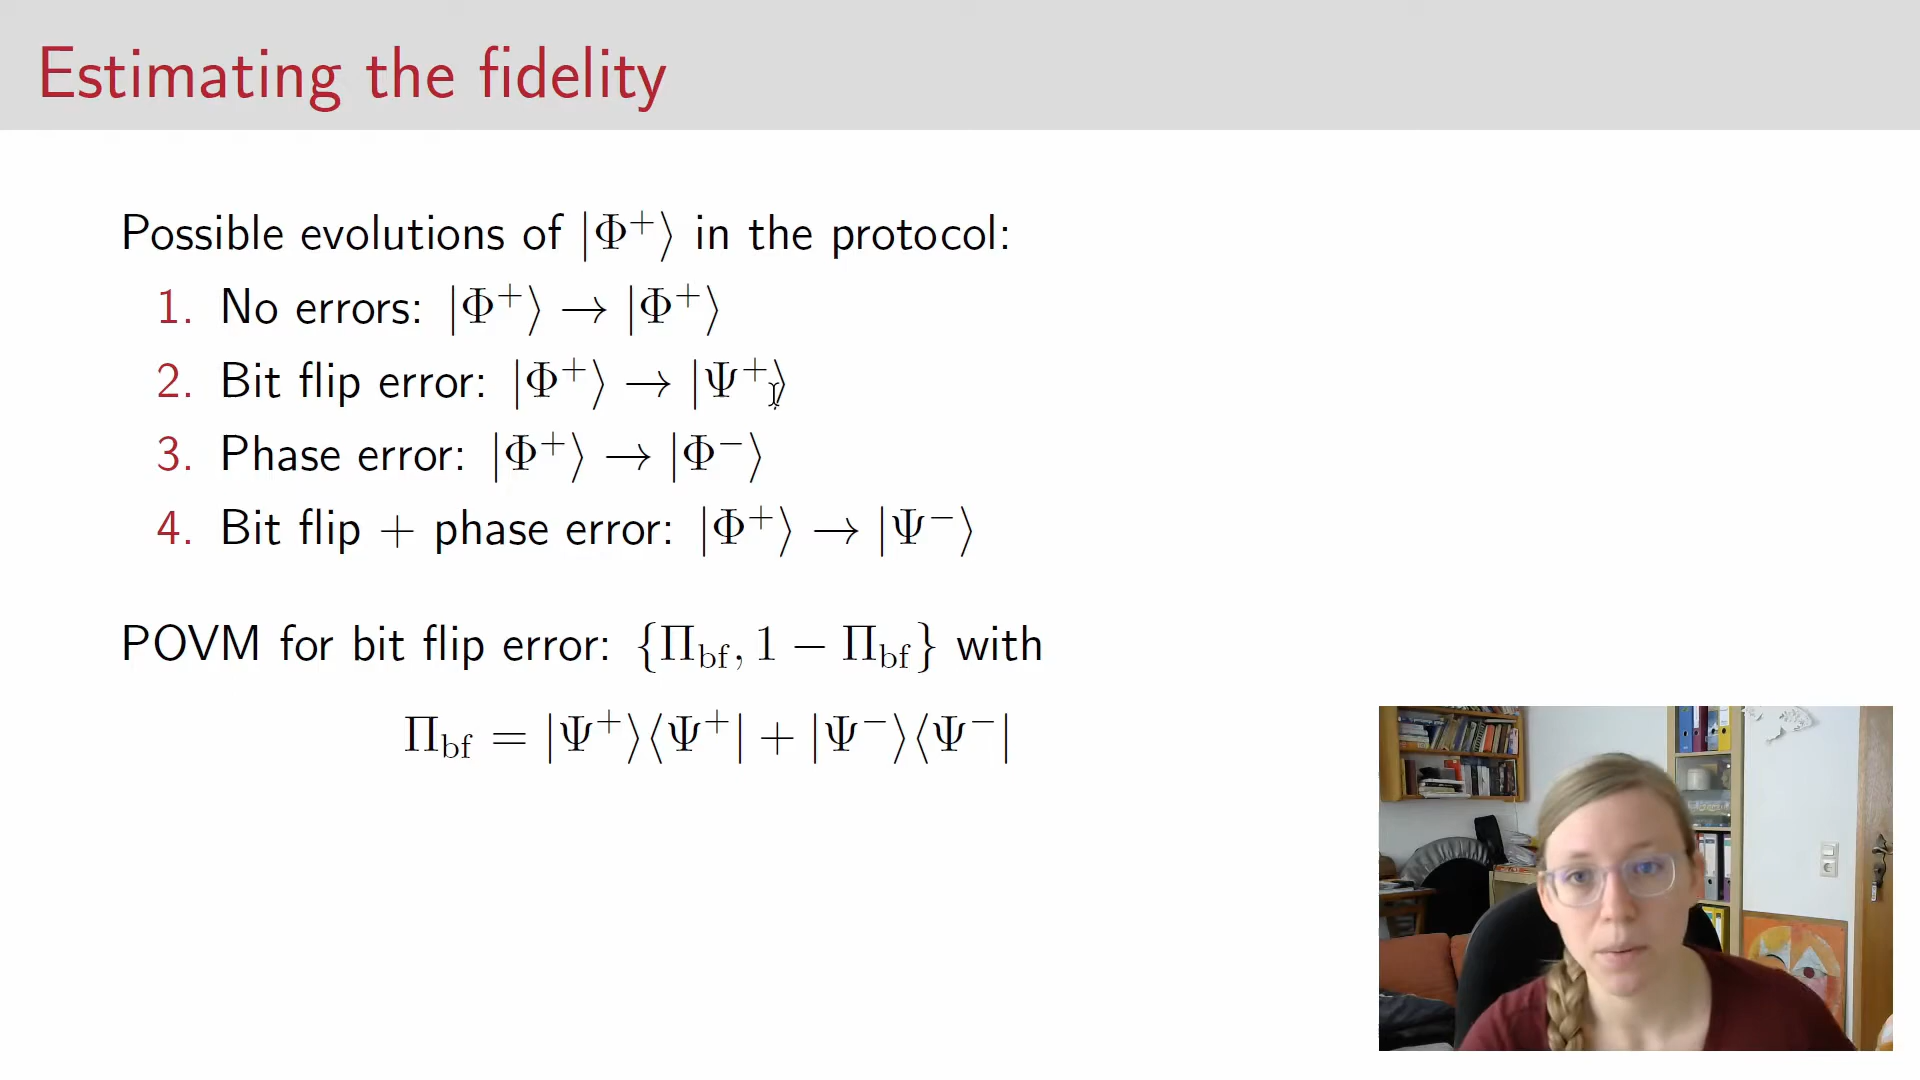 Estimating the fidelity
Possible evolutions of |Φ⁺⟩ in the protocol:
1. No errors: |Φ⁺⟩ → |Φ⁺⟩
2. Bit flip error: |Φ⁺⟩ → |Ψ⁺⟩
3. Phase error: |Φ⁺⟩ → |Φ⁻⟩
4. Bit flip + phase error: |Φ⁺⟩ → |Ψ⁻⟩
POVM for bit flip error: {Π_bf, 1 − Π_bf} with
Π_bf = |Ψ⁺⟩⟨Ψ⁺| + |Ψ⁻⟩⟨Ψ⁻|